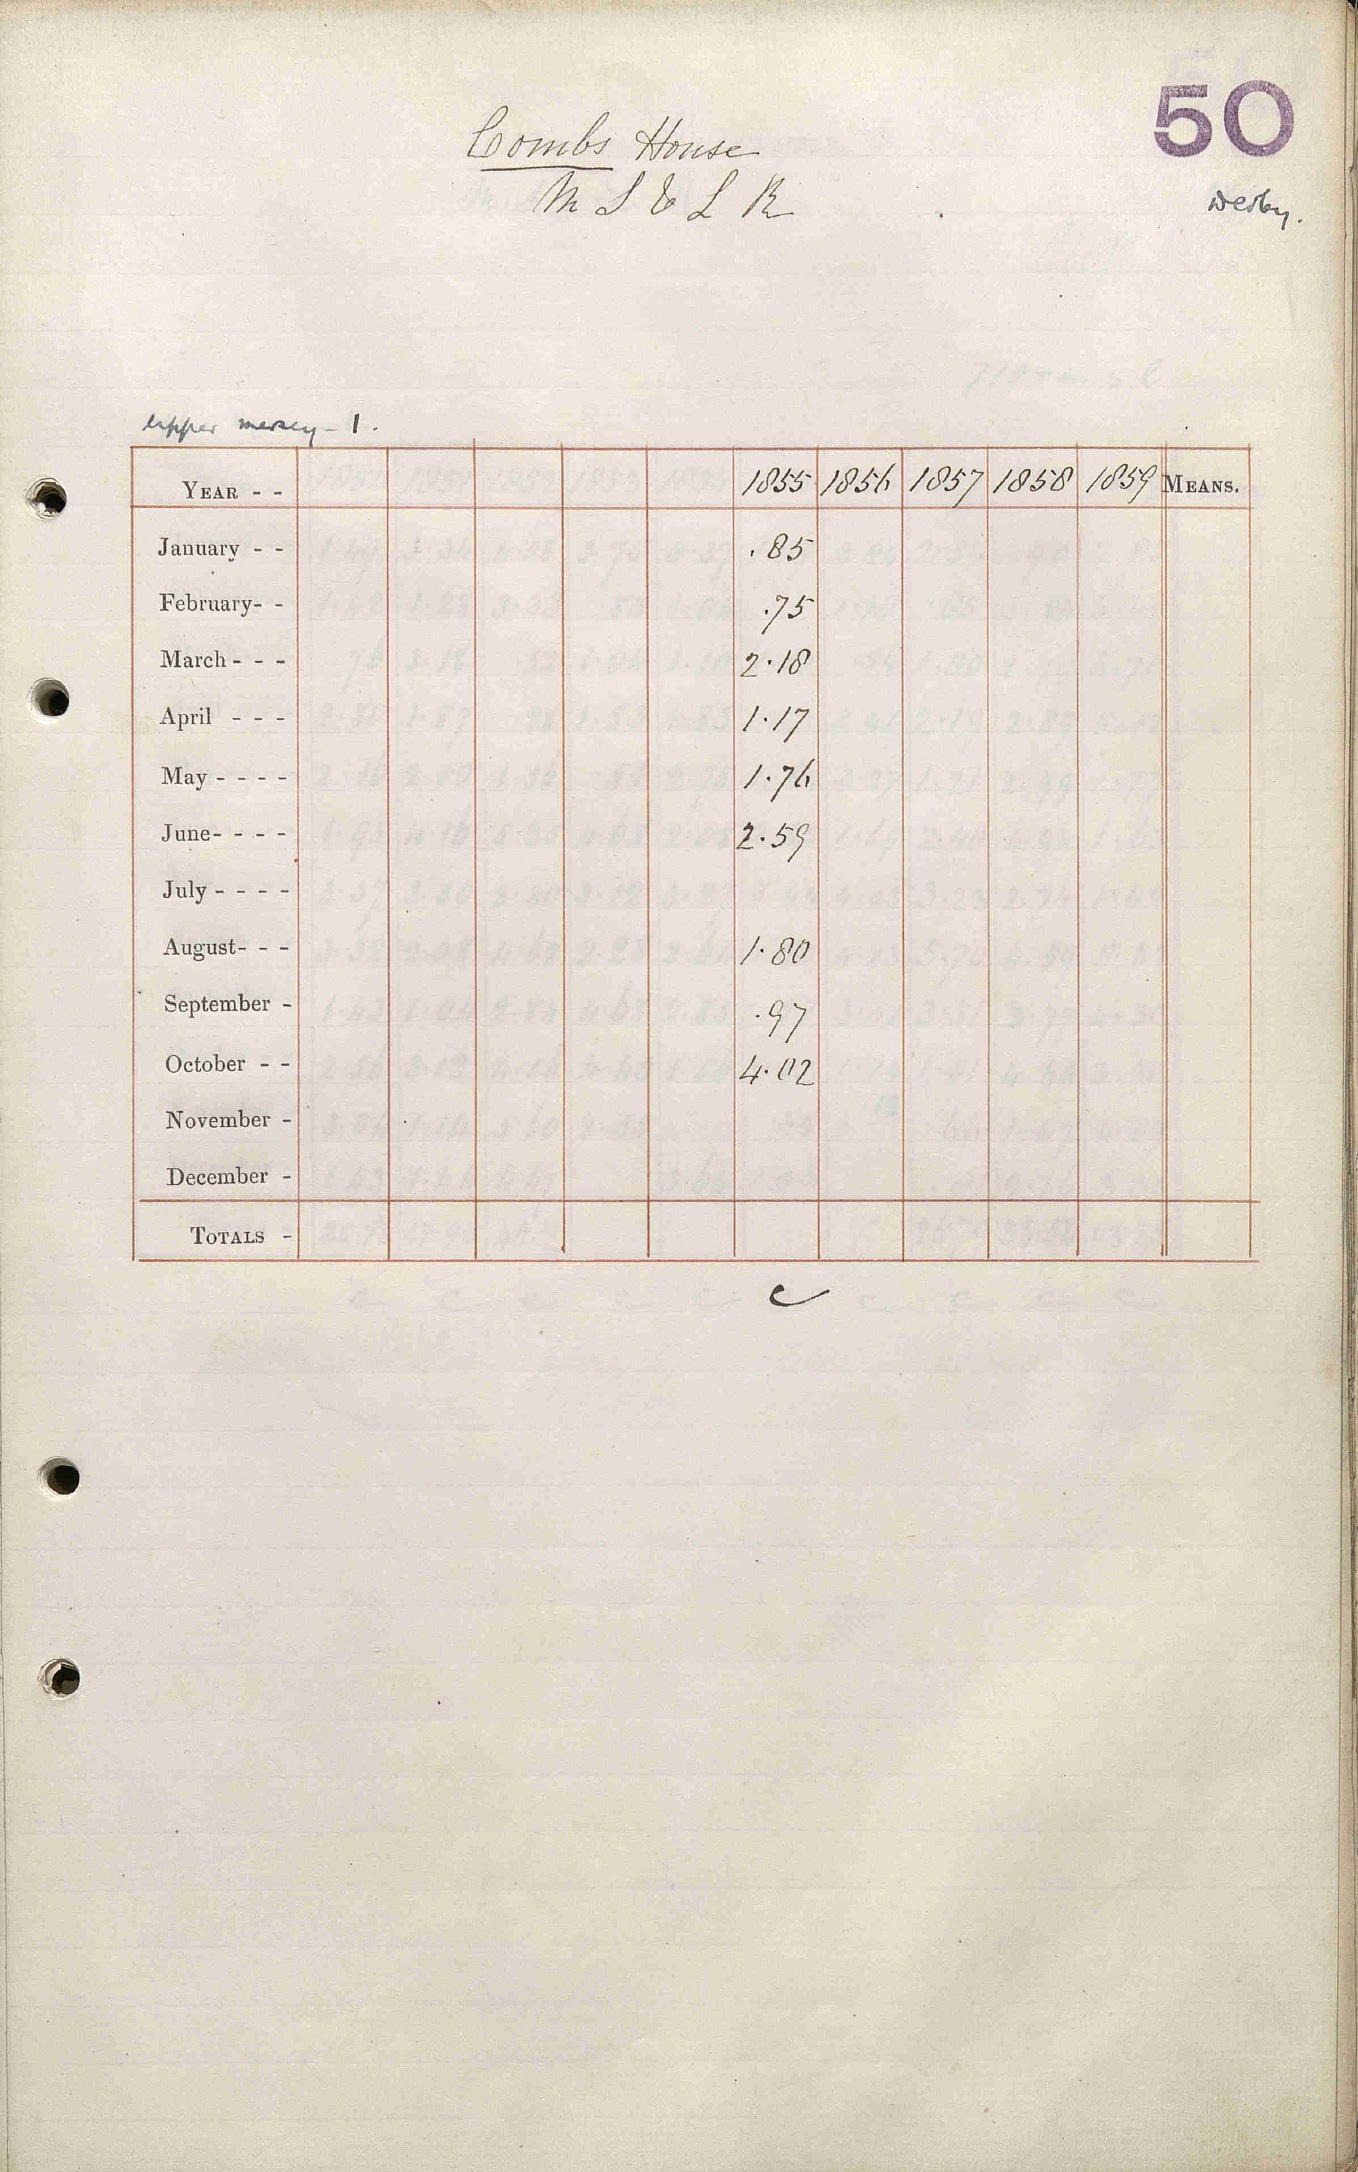 50
Combs House
M S & L R
Derby.
Upper Mersey - 1.
YEAR - - 1855 1856 1857 1858 1859 MEANS.
January - - .85
February- - .75
March - - - 2.18
April - - - 1.17
May - - - - 1.76
June- - - - 2.59
July - - - -
August- - - 1.80
September - .97
October - - 4.02
November -
December -
TOTALS -
C